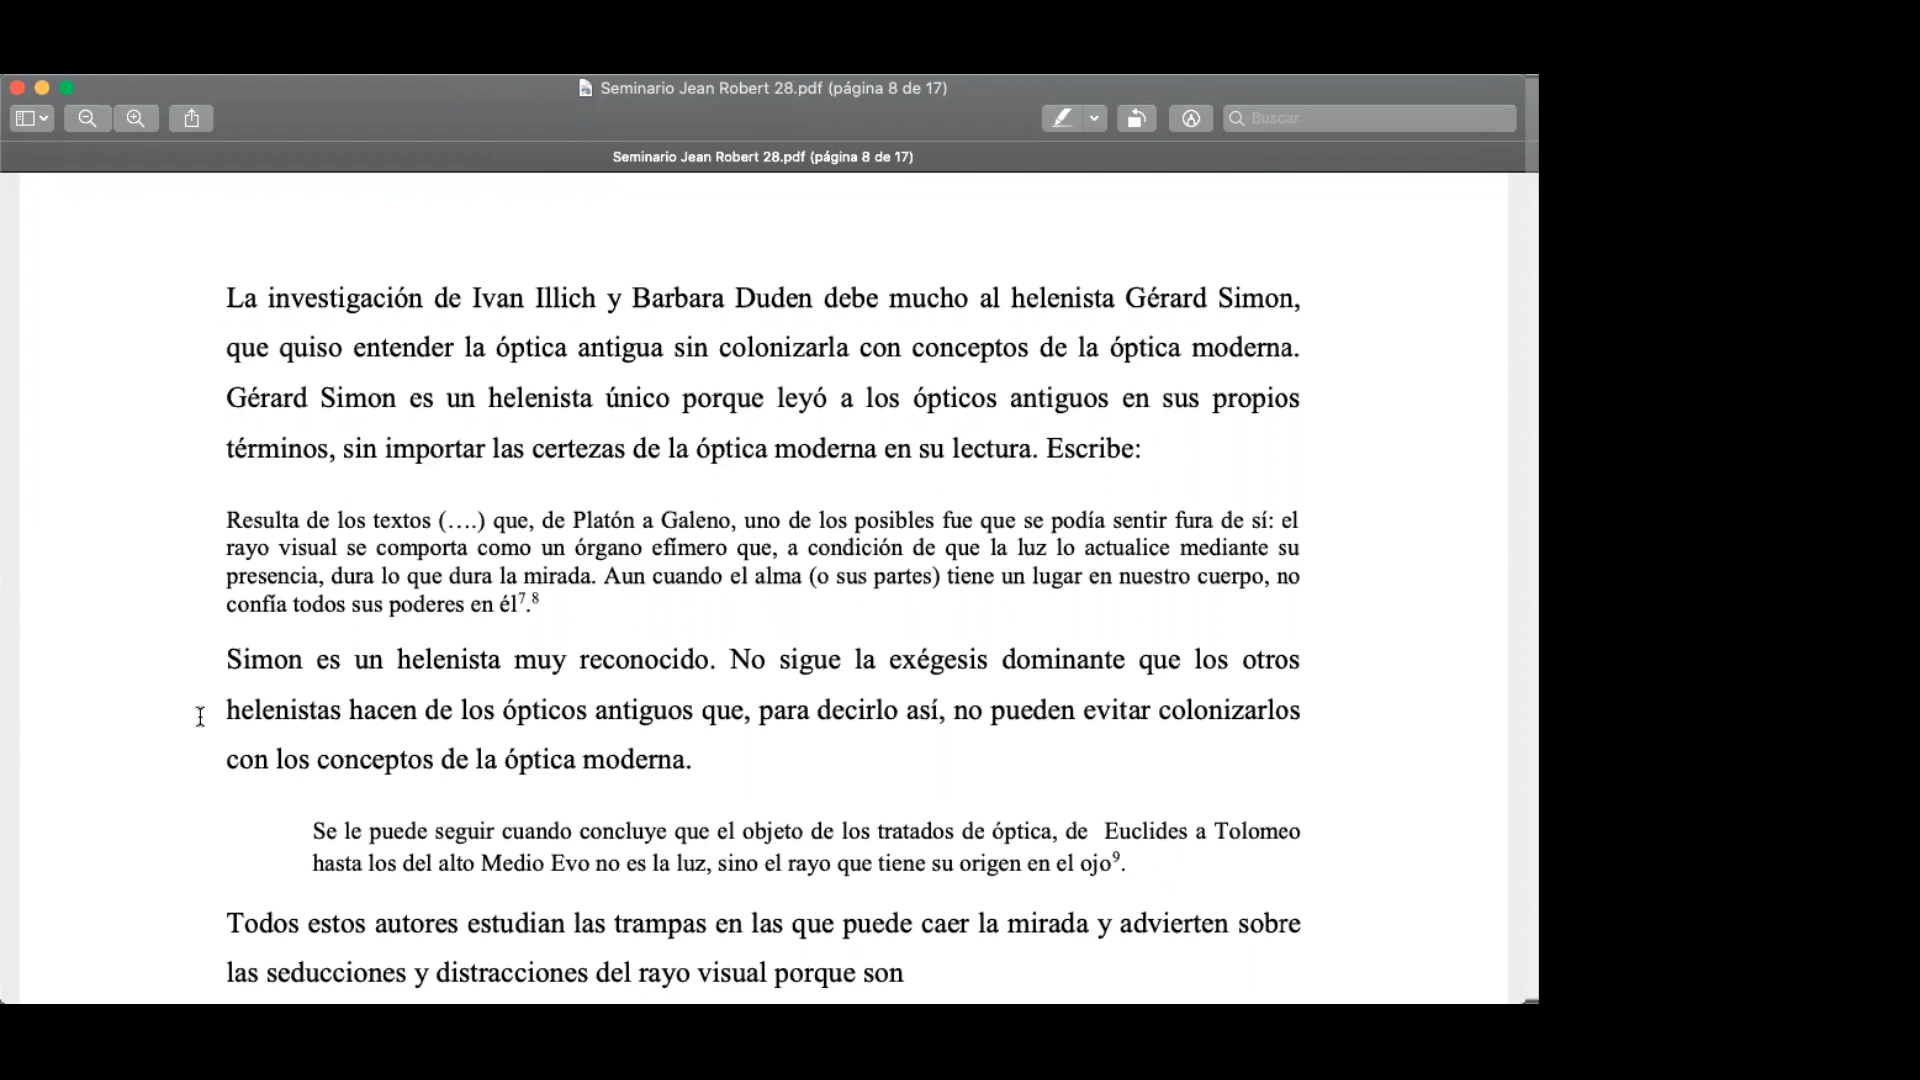 Seminario Jean Robert 28.pdf (página 8 de 17)
Buscar
Seminario Jean Robert 28.pdf (página 8 de 17)
La investigación de Ivan Illich y Barbara Duden debe mucho al helenista Gérard Simon,
que quiso entender la óptica antigua sin colonizarla con conceptos de la óptica moderna.
Gérard Simon es un helenista único porque leyó a los ópticos antiguos en sus propios
términos, sin importar las certezas de la óptica moderna en su lectura. Escribe:
Resulta de los textos (….) que, de Platón a Galeno, uno de los posibles fue que se podía sentir fura de sí: el
rayo visual se comporta como un órgano efímero que, a condición de que la luz lo actualice mediante su
presencia, dura lo que dura la mirada. Aun cuando el alma (o sus partes) tiene un lugar en nuestro cuerpo, no
confía todos sus poderes en él⁷.⁸
Simon es un helenista muy reconocido. No sigue la exégesis dominante que los otros
helenistas hacen de los ópticos antiguos que, para decirlo así, no pueden evitar colonizarlos
con los conceptos de la óptica moderna.
Se le puede seguir cuando concluye que el objeto de los tratados de óptica, de Euclides a Tolomeo
hasta los del alto Medio Evo no es la luz, sino el rayo que tiene su origen en el ojo⁹.
Todos estos autores estudian las trampas en las que puede caer la mirada y advierten sobre
las seducciones y distracciones del rayo visual porque son